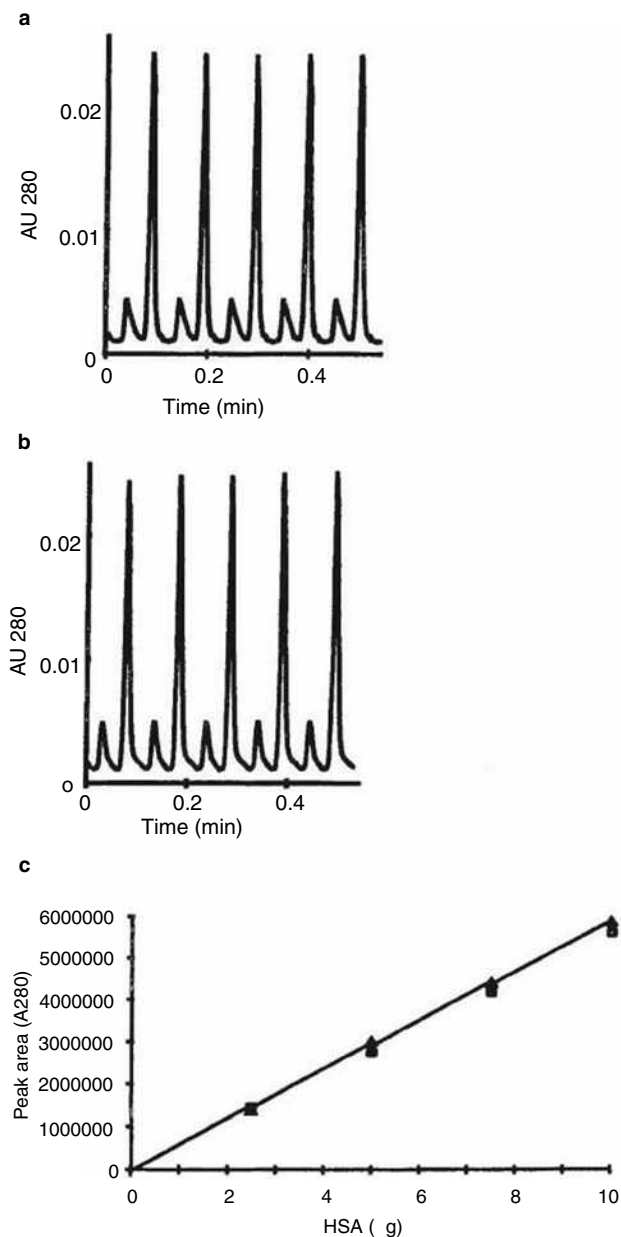 a
0.02
0.01
0
AU 280
0 0.2 0.4
Time (min)
b
0.02
0.01
o
AU 280
0 0.2 0.4
Time (min)
c
6000000
5000000
4000000
3000000
2000000
1000000
0
Peak area (A280)
0 2 4 6 8 10
HSA ( g)